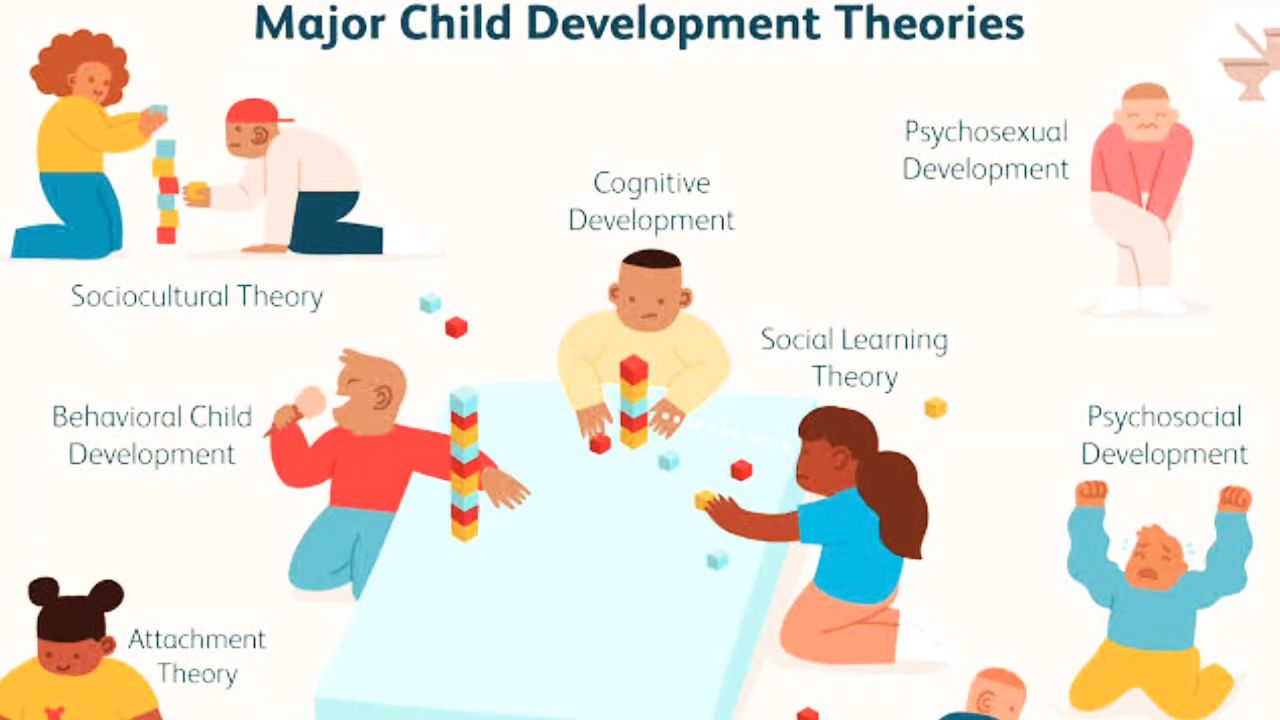 Major Child Development Theories
Psychosexual
Development
Cognitive
Development
Sociocultural Theory
Social Learning
Theory
Behavioral Child
Development
Psychosocial
Development
Attachment
Theory